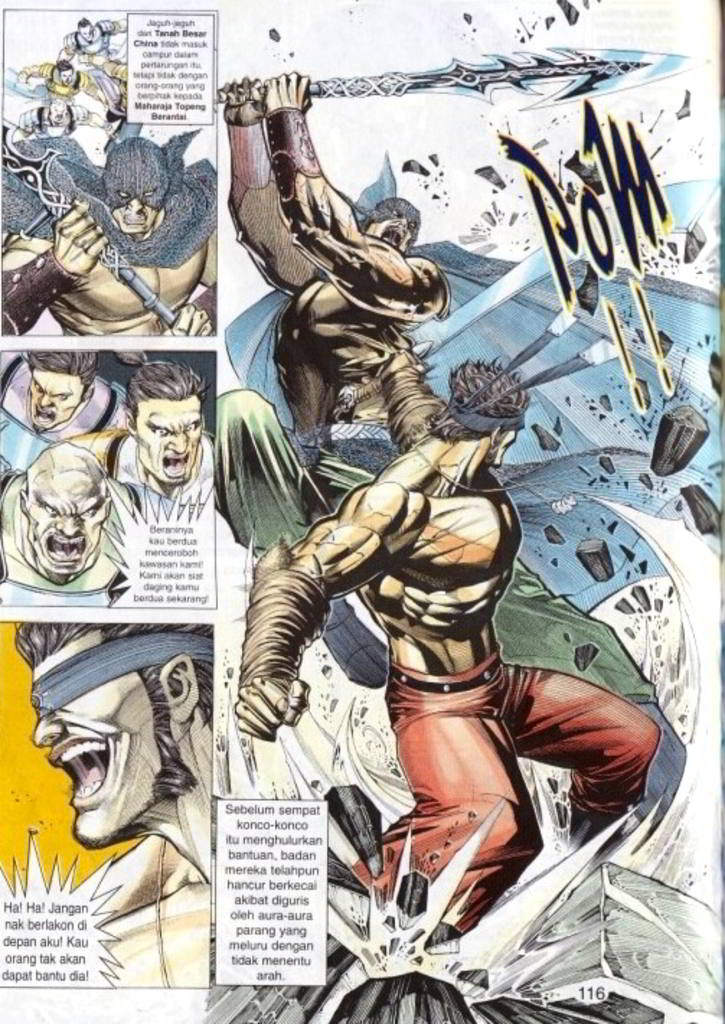 Jaguh-jaguh
dari Tanah Besar
China tidak masuk
campur dalam
pertarungan itu,
tetapi tidak dengan
orang-orang yang
berpihak kepada
Maharaja Topeng
Berantai.
POW!!
Beraninya
kau berdua
menceroboh
kawasan kami!
Kami akan siat
daging kamu
berdua sekarang!
Ha! Ha! Jangan
nak berlakon di
depan aku! Kau
orang tak akan
dapat bantu dia!
Sebelum sempat
konco-konco
itu menghulurkan
bantuan, badan
mereka telahpun
hancur berkecai
akibat diguris
oleh aura-aura
parang yang
meluru dengan
tidak menentu
arah.
116